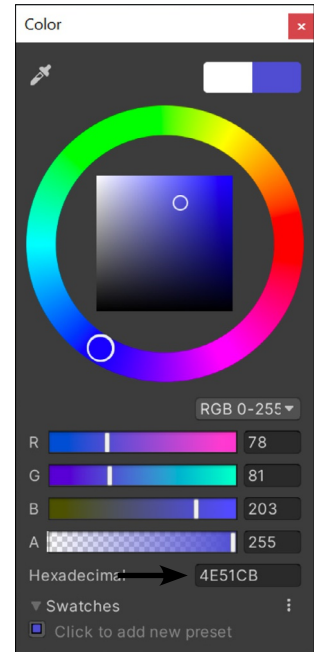 Color
×
RGB 0-255
R 78
G 81
B 203
A 255
Hexadecimal 4E51CB
Swatches
Click to add new preset